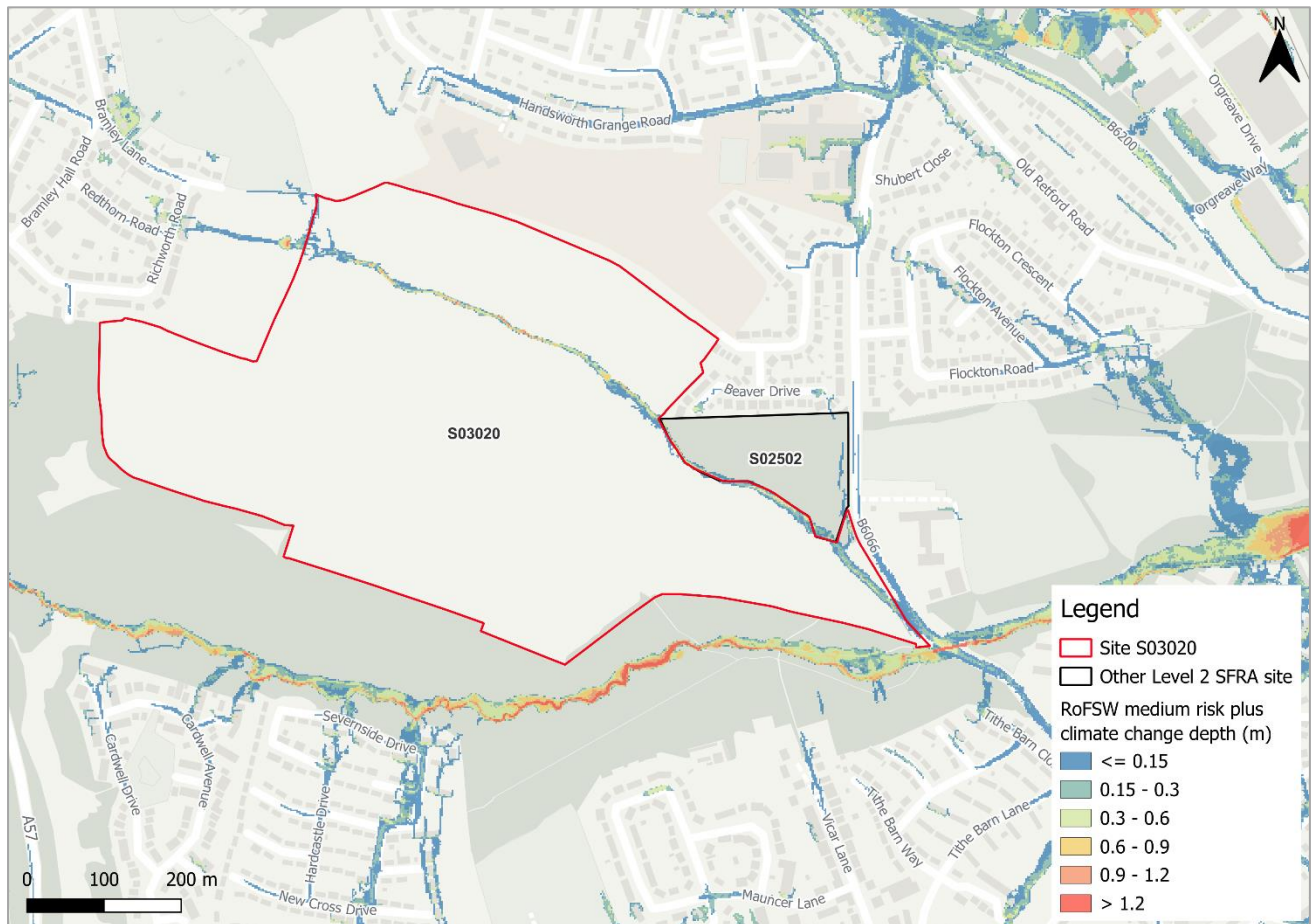 N
Handsworth Grange Road
Orgreave Drive
B6200
Orgreave Way
Bramley Lane
Bramley Hall Road
Redthorn Road
Richworth Road
Shubert Close
Old Retford Road
Flockton Crescent
Flockton Avenue
Flockton Road
Beaver Drive
S03020
S02502
B6066
Severnside Drive
Cardwell Drive
Cardwell Avenue
Hardcastle Drive
New Cross Drive
A57
Vicar Lane
Mauncer Lane
Tithe Barn Way
Tithe Barn Lane
Tithe Barn Clo
0 100 200 m
Legend
Site S03020
Other Level 2 SFRA site
RoFSW medium risk plus
climate change depth (m)
<= 0.15
0.15 - 0.3
0.3 - 0.6
0.6 - 0.9
0.9 - 1.2
> 1.2